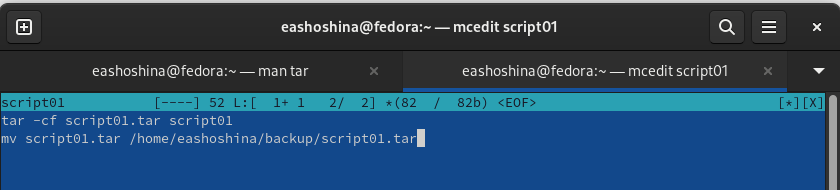 eashoshina@fedora:~ — mcedit script01
eashoshina@fedora:~ — man tar
eashoshina@fedora:~ — mcedit script01
script01 [----] 52 L:[ 1+ 1 2/ 2] *(82 / 82b) <EOF> [*][X]
tar -cf script01.tar script01
mv script01.tar /home/eashoshina/backup/script01.tar